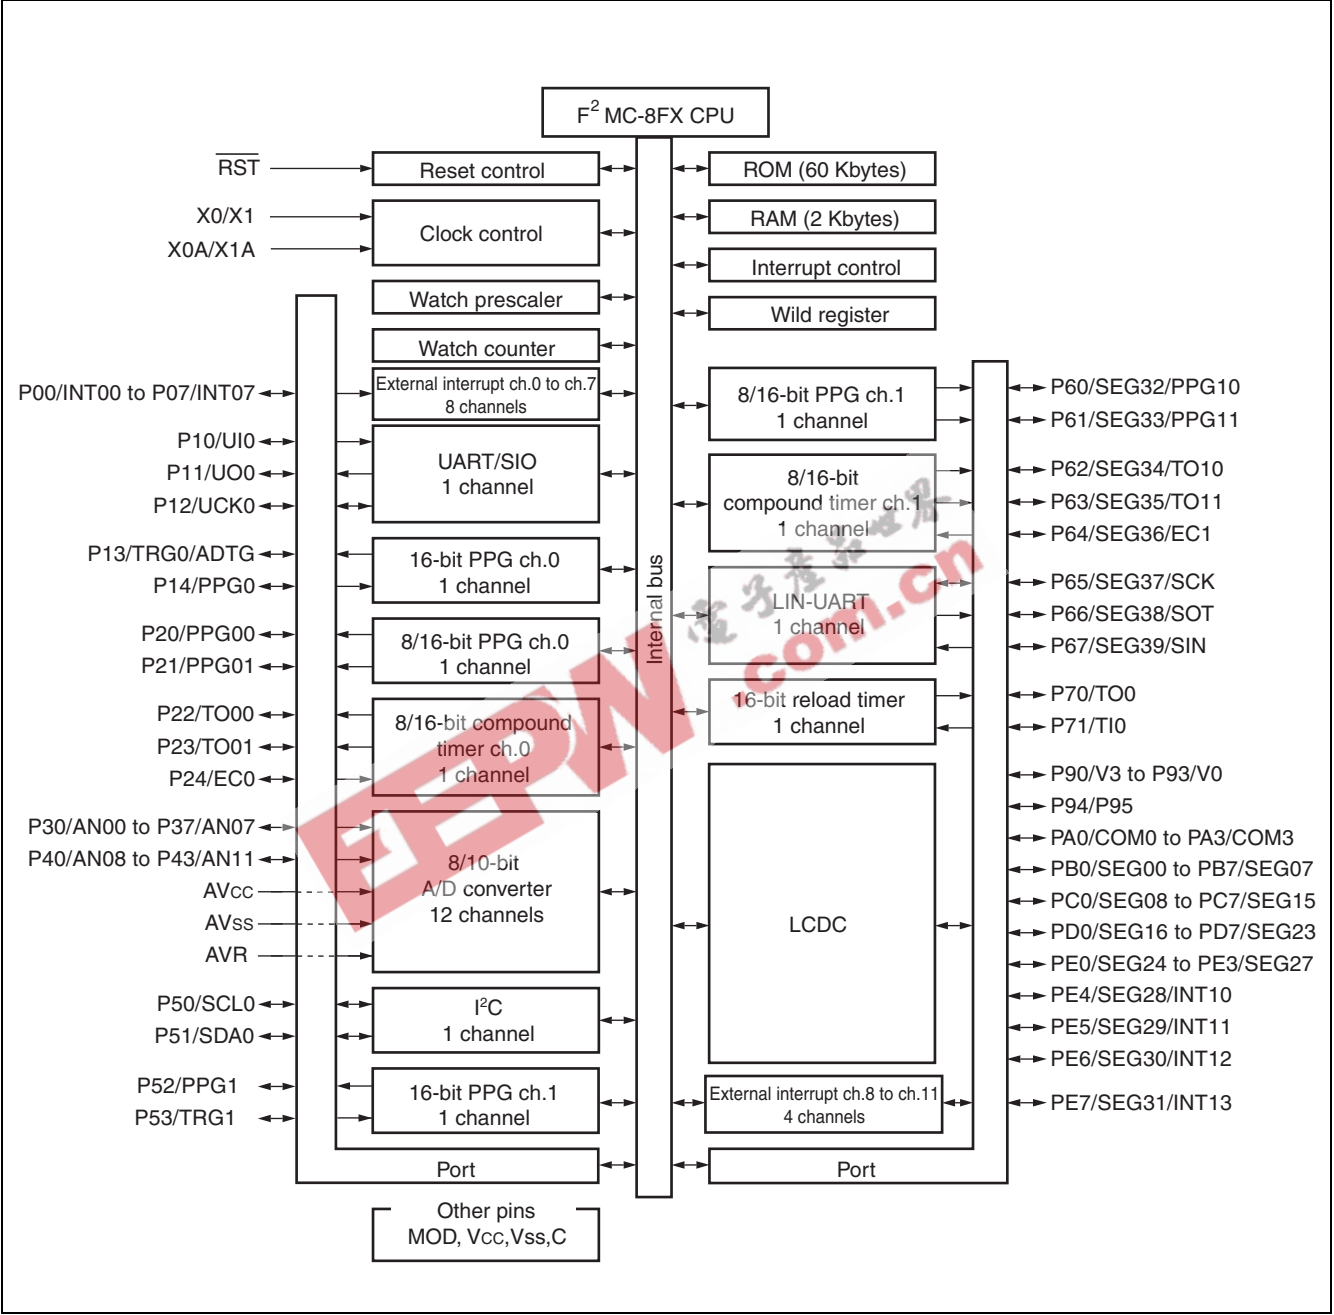 F² MC-8FX CPU
RST
Reset control
ROM (60 Kbytes)
X0/X1
X0A/X1A
Clock control
RAM (2 Kbytes)
Interrupt control
Watch prescaler
Wild register
Watch counter
P00/INT00 to P07/INT07
External interrupt ch.0 to ch.7
8 channels
P10/UI0
P11/UO0
P12/UCK0
UART/SIO
1 channel
P13/TRG0/ADTG
P14/PPG0
16-bit PPG ch.0
1 channel
P20/PPG00
P21/PPG01
8/16-bit PPG ch.0
1 channel
P22/TO00
P23/TO01
P24/EC0
8/16-bit compound
timer ch.0
1 channel
P30/AN00 to P37/AN07
P40/AN08 to P43/AN11
AVCC
AVSS
AVR
8/10-bit
A/D converter
12 channels
P50/SCL0
P51/SDA0
I²C
1 channel
P52/PPG1
P53/TRG1
16-bit PPG ch.1
1 channel
Port
Internal bus
8/16-bit PPG ch.1
1 channel
P60/SEG32/PPG10
P61/SEG33/PPG11
8/16-bit
compound timer ch.1
1 channel
P62/SEG34/TO10
P63/SEG35/TO11
P64/SEG36/EC1
LIN-UART
1 channel
P65/SEG37/SCK
P66/SEG38/SOT
P67/SEG39/SIN
16-bit reload timer
1 channel
P70/TO0
P71/TI0
LCDC
P90/V3 to P93/V0
P94/P95
PA0/COM0 to PA3/COM3
PB0/SEG00 to PB7/SEG07
PC0/SEG08 to PC7/SEG15
PD0/SEG16 to PD7/SEG23
PE0/SEG24 to PE3/SEG27
PE4/SEG28/INT10
PE5/SEG29/INT11
PE6/SEG30/INT12
External interrupt ch.8 to ch.11
4 channels
PE7/SEG31/INT13
Port
Other pins
MOD, VCC,Vss,C
EEPW
.com.cn
電子產品世界